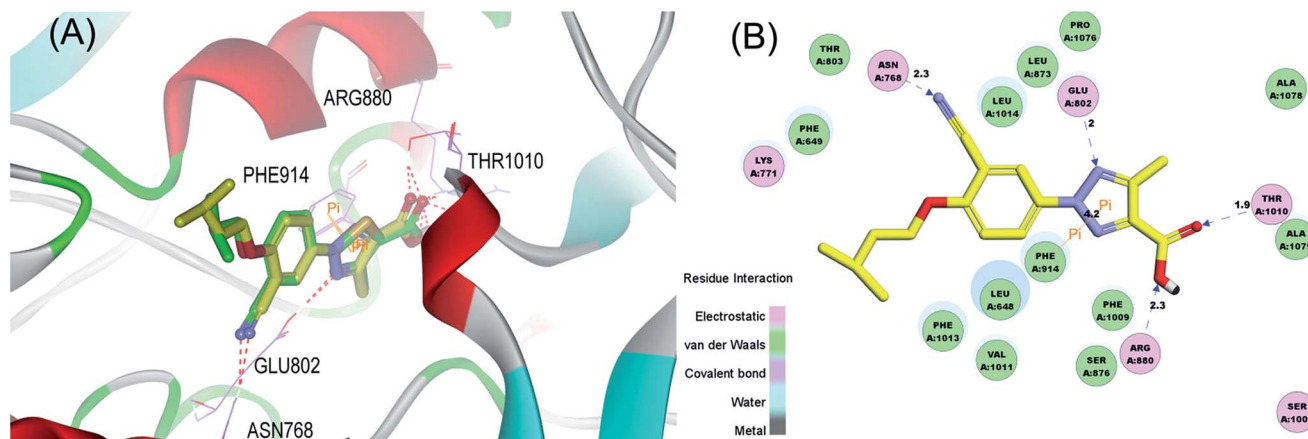 (A)
ARG880
THR1010
PHE914
Pi
GLU802
ASN768
Residue Interaction
Electrostatic
van der Waals
Covalent bond
Water
Metal
(B)
PRO
A:1076
THR
A:803
ASN
A:768
2.3
LEU
A:873
GLU
A:802
ALA
A:1078
LEU
A:1014
PHE
A:649
2
LYS
A:771
THR
A:1010
1.9
4.2
Pi
Pi
ALA
PHE
A:914
LEU
A:648
2.3
PHE
A:1009
PHE
A:1013
VAL
A:1011
SER
A:876
ARG
A:880
SER